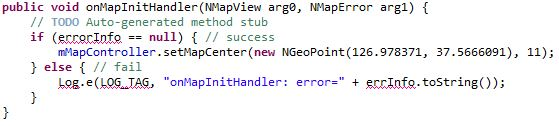 public void onMapInitHandler(NMapView arg0, NMapError arg1) {
    // TODO Auto-generated method stub
    if (errorInfo == null) { // success
        mMapController.setMapCenter(new NGeoPoint(126.978371, 37.5666091), 11);
    } else { // fail
        Log.e(LOG_TAG, "onMapInitHandler: error=" + errInfo.toString());
    }
}